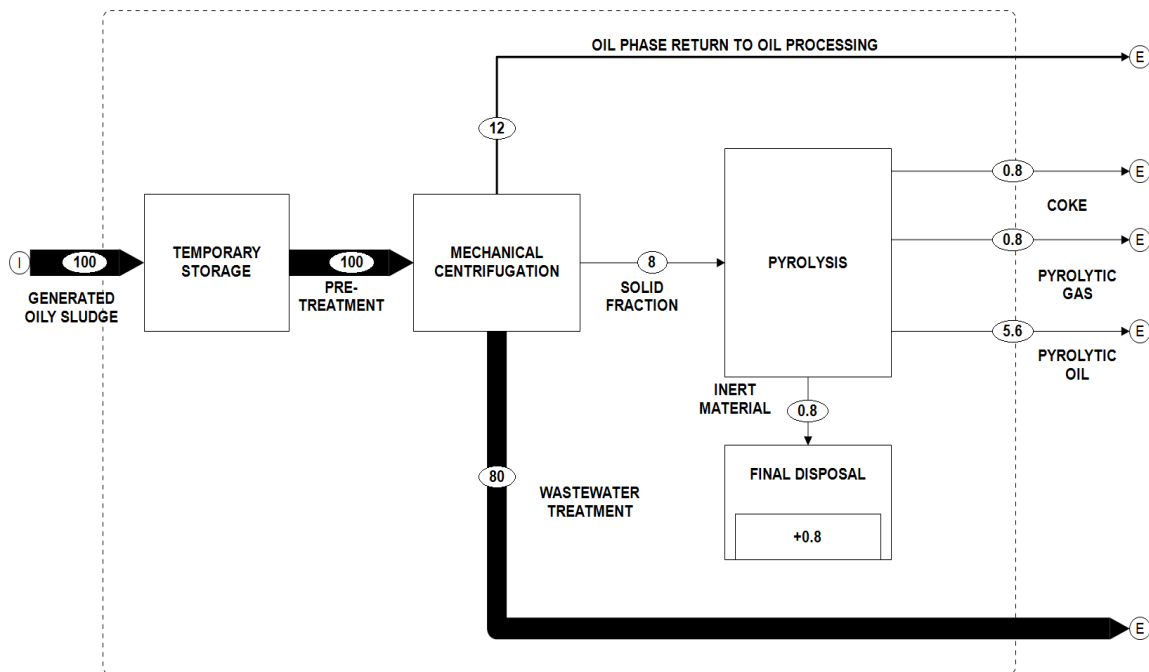 OIL PHASE RETURN TO OIL PROCESSING
E
12
0.8
E
COKE
I
100
GENERATED
OILY SLUDGE
TEMPORARY
STORAGE
100
PRE-
TREATMENT
MECHANICAL
CENTRIFUGATION
8
SOLID
FRACTION
PYROLYSIS
0.8
E
PYROLYTIC
GAS
5.6
E
PYROLYTIC
OIL
INERT
MATERIAL
0.8
FINAL DISPOSAL
+0.8
80
WASTEWATER
TREATMENT
E